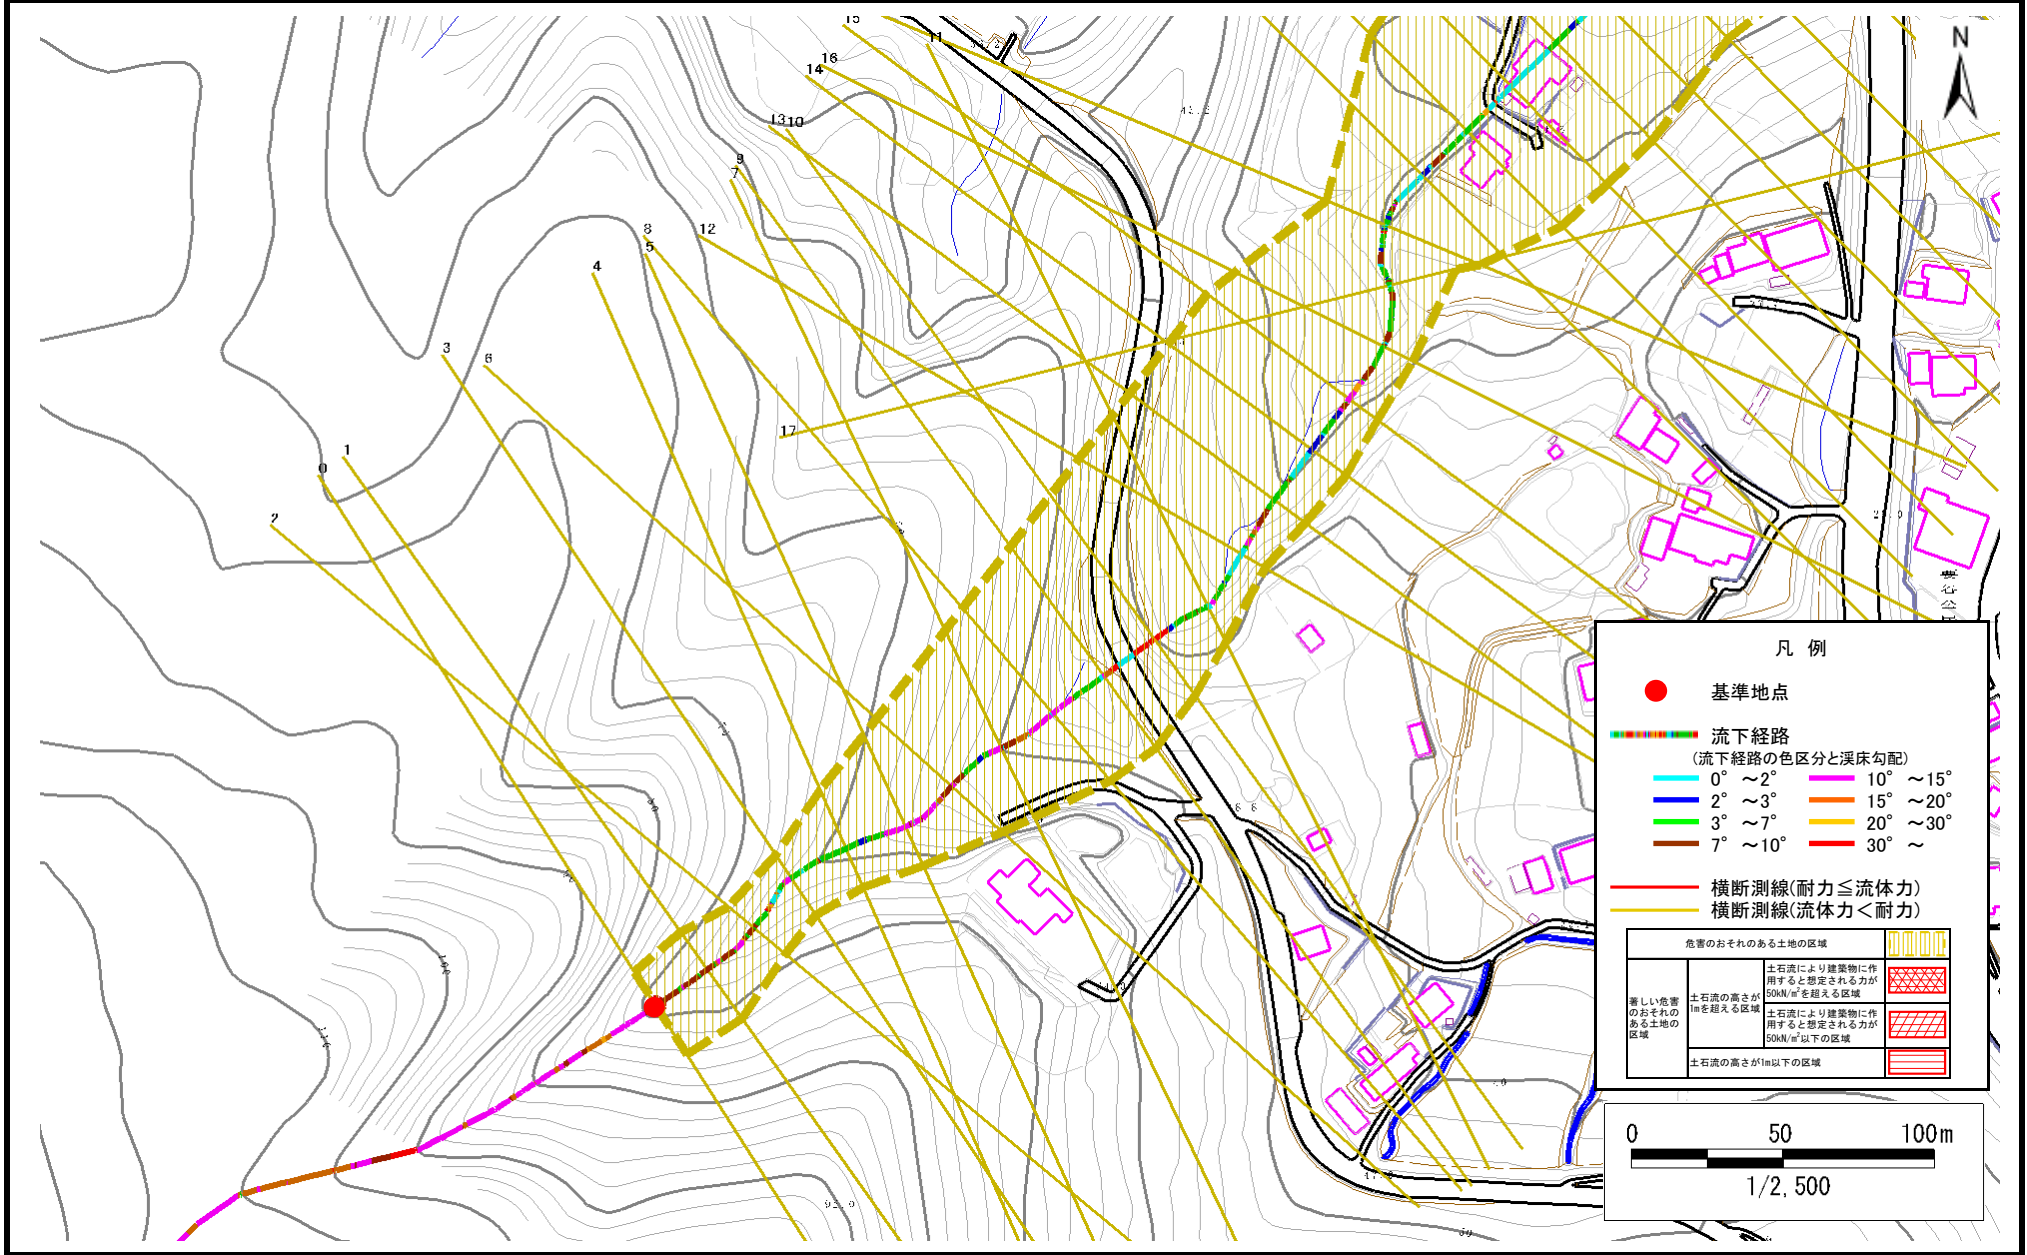 15
11
16
14
13 10
9
7
8
12
5
4
3
6
17
1
0
2
N
凡 例
基準地点
流下経路
(流下経路の色区分と渓床勾配)
0° ~2° 10° ~15°
2° ~3° 15° ~20°
3° ~7° 20° ~30°
7° ~10° 30° ~
横断測線(耐力≦流体力)
横断測線(流体力<耐力)
危害のおそれのある土地の区域
著しい危害のおそれのある土地の区域
土石流の高さが1mを超える区域
土石流により建築物に作用すると想定される力が50kN/m²を超える区域
土石流により建築物に作用すると想定される力が50kN/m²以下の区域
土石流の高さが1m以下の区域
0 50 100m
1/2,500